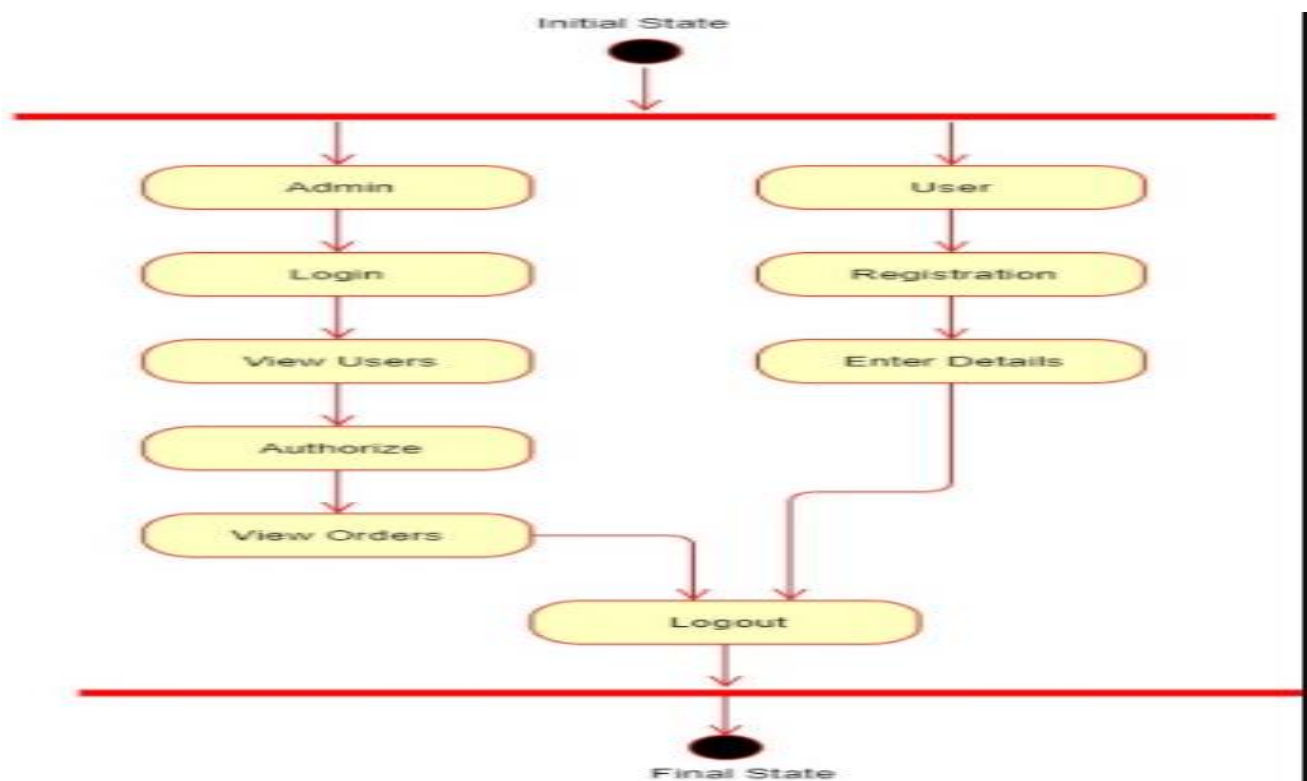 Initial State
Admin
User
Login
Registration
View Users
Enter Details
Authorize
View Orders
Logout
Final State